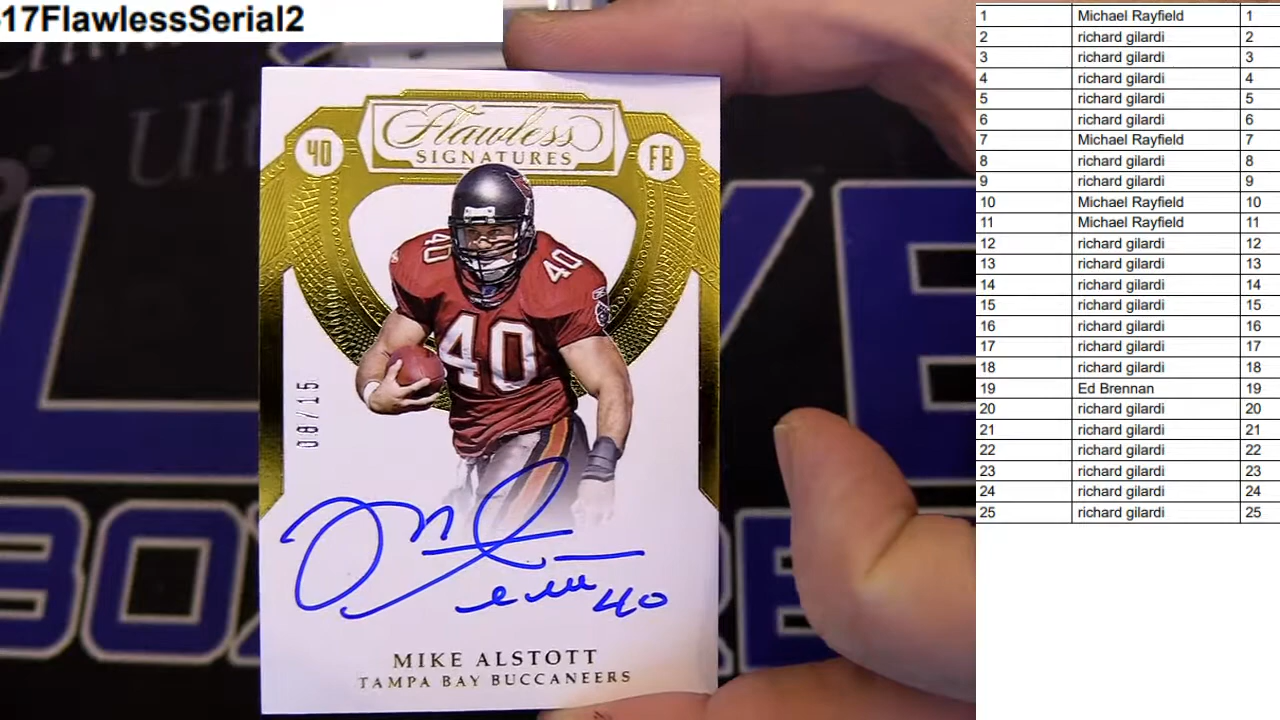 17FlawlessSerial2
40
Flawless
SIGNATURES
FB
40
40
40
08/15
40
MIKE ALSTOTT
TAMPA BAY BUCCANEERS
1 Michael Rayfield 1
2 richard gilardi 2
3 richard gilardi 3
4 richard gilardi 4
5 richard gilardi 5
6 richard gilardi 6
7 Michael Rayfield 7
8 richard gilardi 8
9 richard gilardi 9
10 Michael Rayfield 10
11 Michael Rayfield 11
12 richard gilardi 12
13 richard gilardi 13
14 richard gilardi 14
15 richard gilardi 15
16 richard gilardi 16
17 richard gilardi 17
18 richard gilardi 18
19 Ed Brennan 19
20 richard gilardi 20
21 richard gilardi 21
22 richard gilardi 22
23 richard gilardi 23
24 richard gilardi 24
25 richard gilardi 25